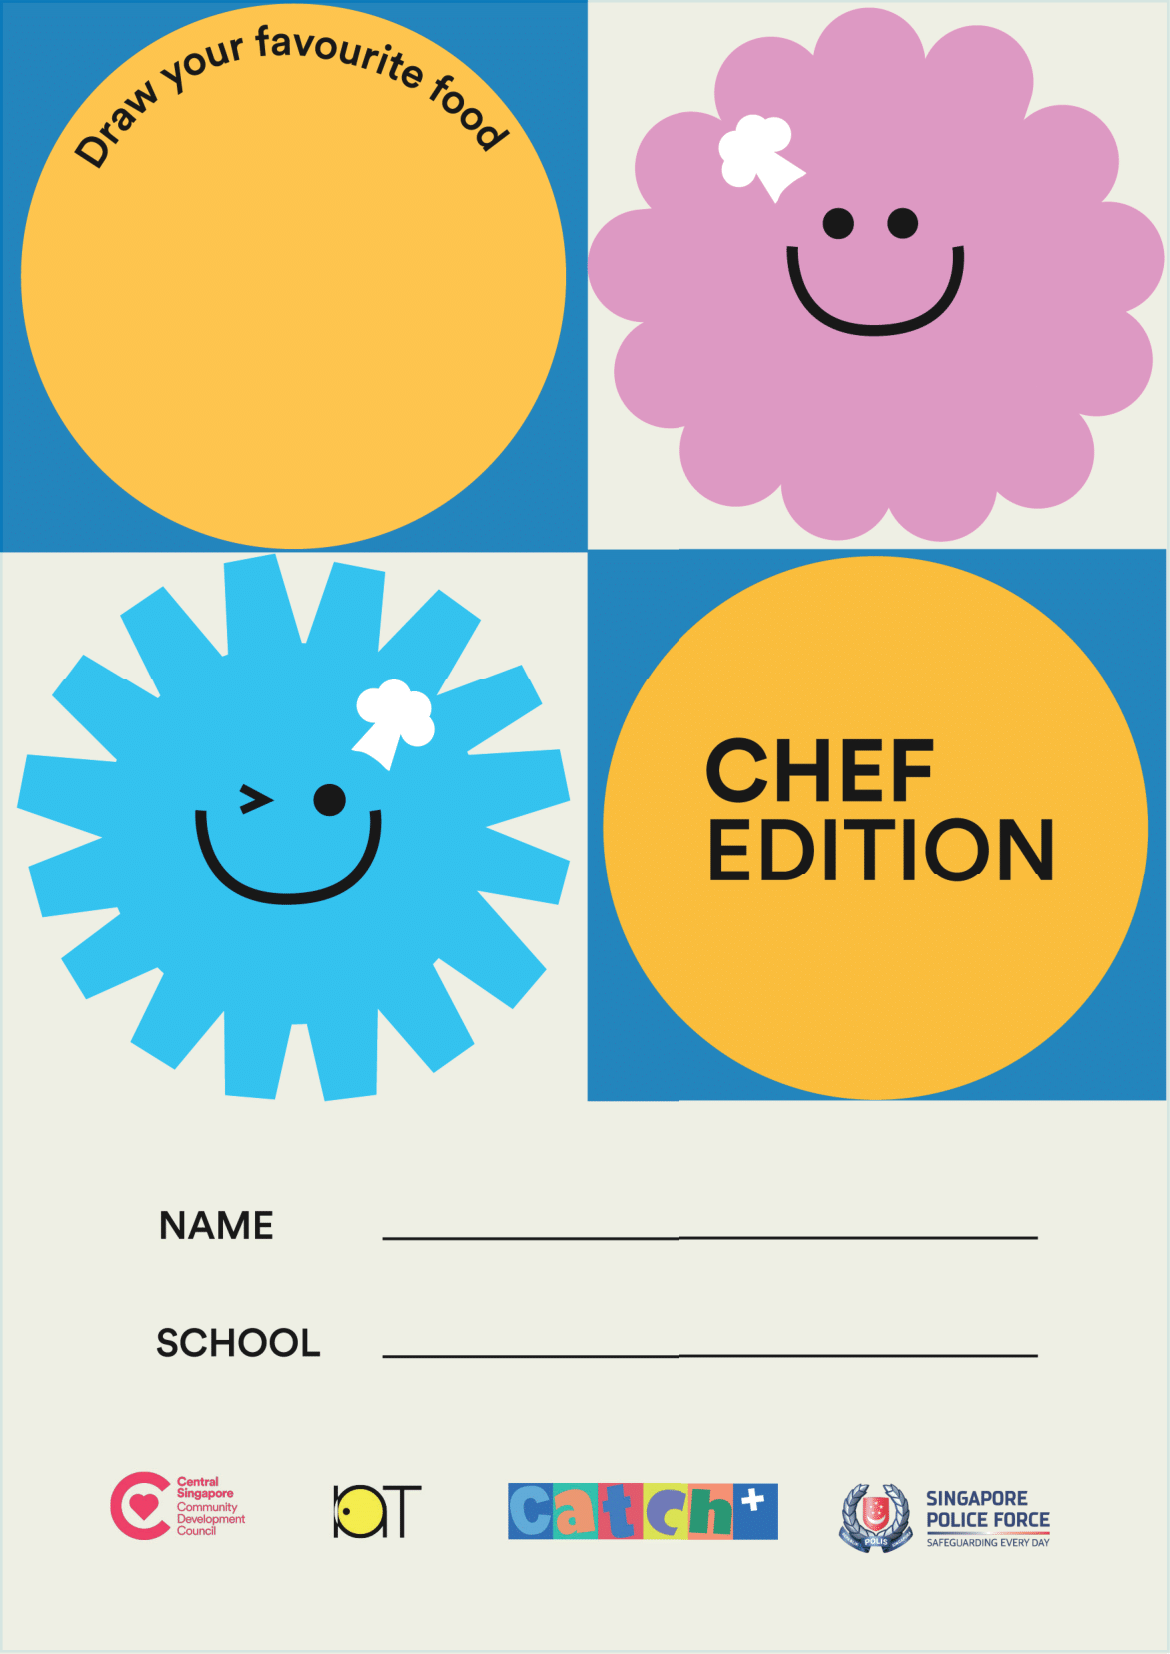 Draw your favourite food
CHEF
EDITION
NAME
SCHOOL
Central
Singapore
Community
Development
Council
catch+
POLIS
SINGAPORE
POLICE FORCE
SAFEGUARDING EVERY DAY